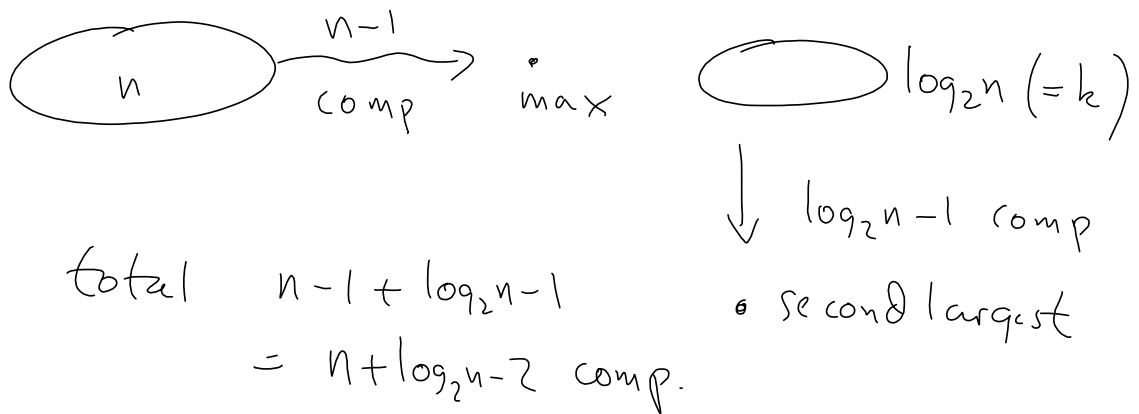 n-1
n comp max log₂n (=k)
log₂n-1 comp
total n-1 + log₂n-1
• second largest
= n+log₂n-2 comp.